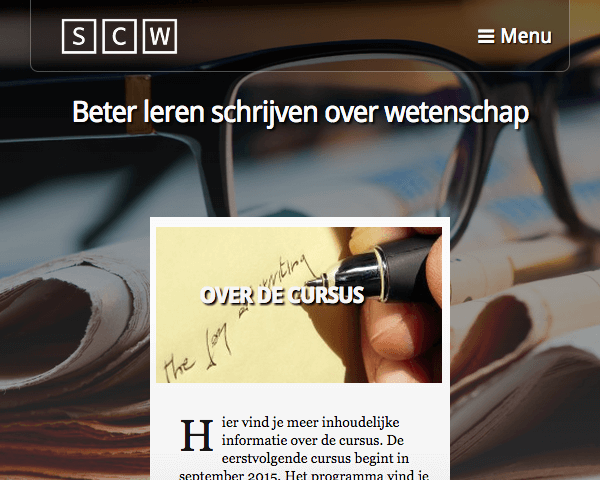 SCW
Menu
Beter leren schrijven over wetenschap
the joy of writing
OVER DE CURSUS
Hier vind je meer inhoudelijke
informatie over de cursus. De
eerstvolgende cursus begint in
september 2015. Het programma vind je